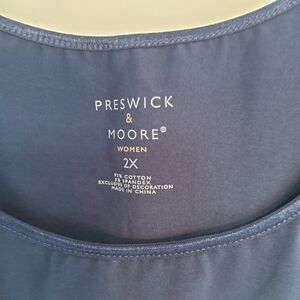 PRESWICK
&
MOORE®
WOMEN
2X
95% COTTON
5% SPANDEX
EXCLUSIVE OF DECORATION
MADE IN CHINA